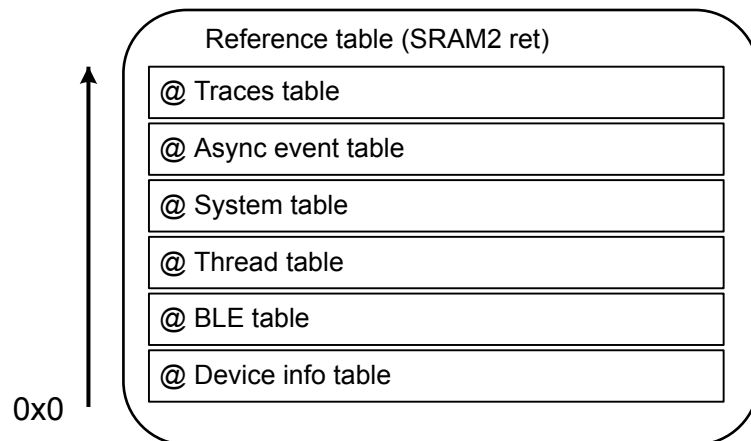 Reference table (SRAM2 ret)
@ Traces table
@ Async event table
@ System table
@ Thread table
@ BLE table
@ Device info table
0x0